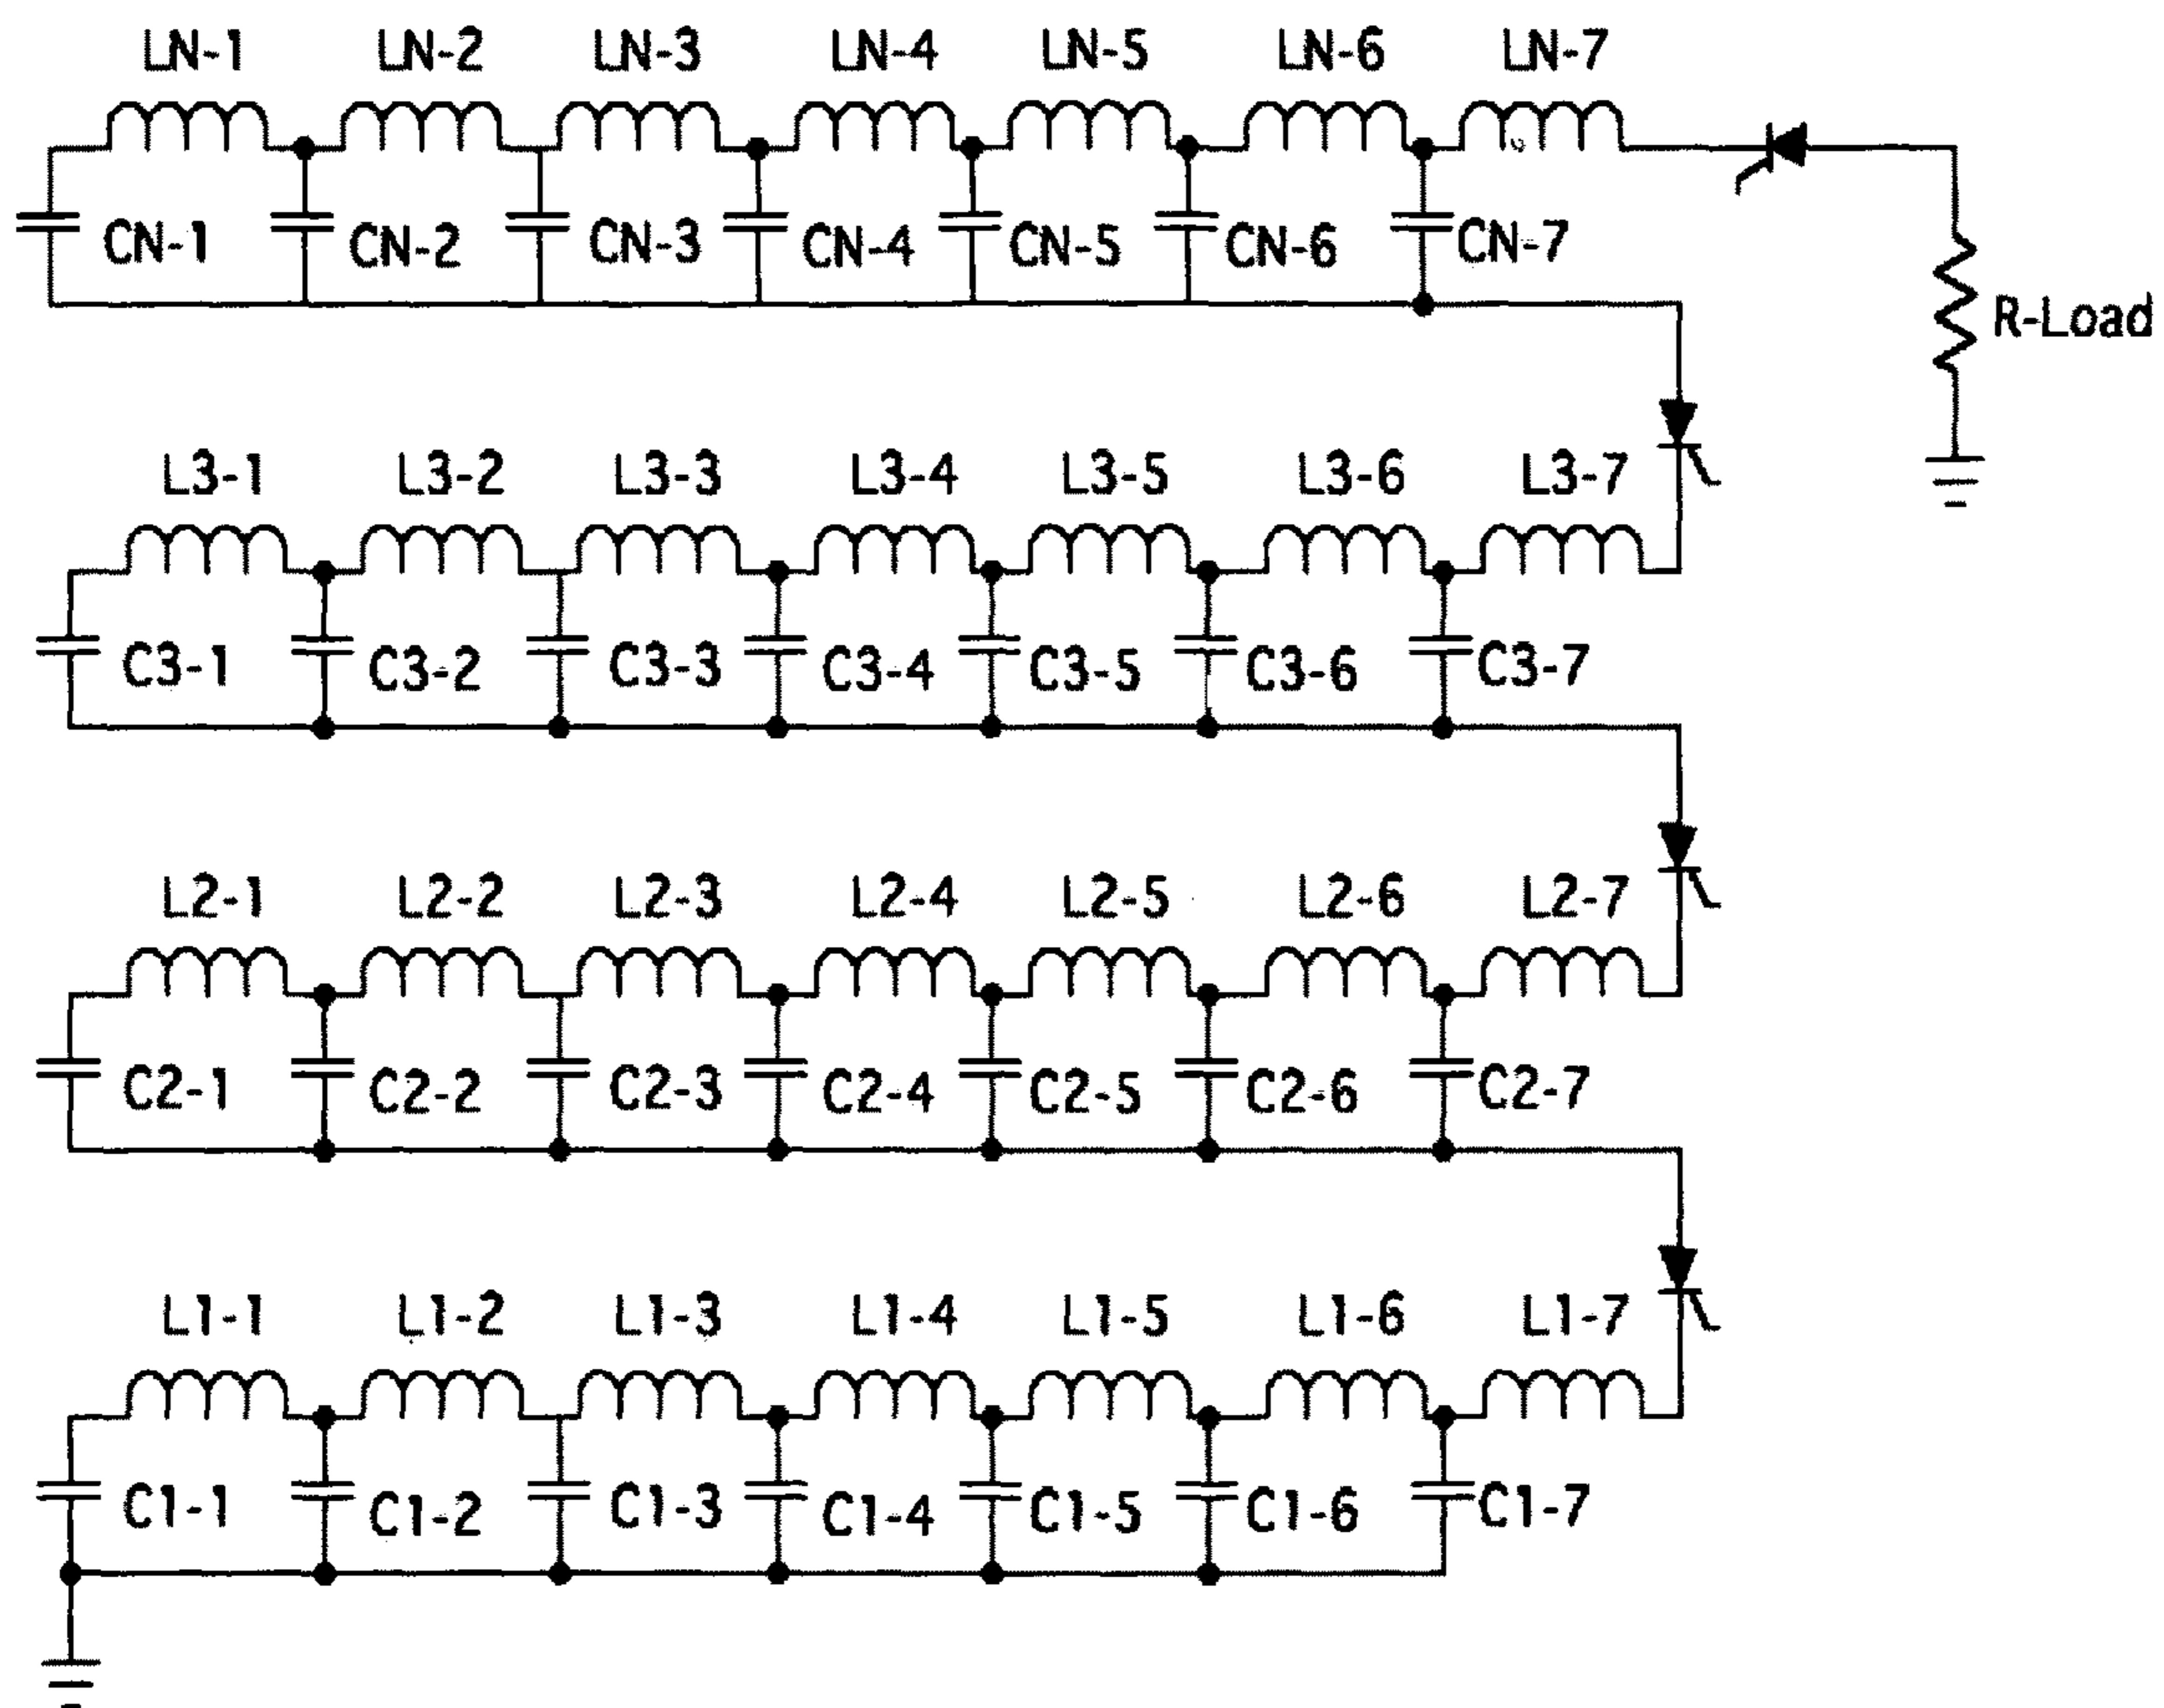 LN-1 LN-2 LN-3 LN-4 LN-5 LN-6 LN-7
CN-1 CN-2 CN-3 CN-4 CN-5 CN-6 CN-7
R-Load
L3-1 L3-2 L3-3 L3-4 L3-5 L3-6 L3-7
C3-1 C3-2 C3-3 C3-4 C3-5 C3-6 C3-7
L2-1 L2-2 L2-3 L2-4 L2-5 L2-6 L2-7
C2-1 C2-2 C2-3 C2-4 C2-5 C2-6 C2-7
L1-1 L1-2 L1-3 L1-4 L1-5 L1-6 L1-7
C1-1 C1-2 C1-3 C1-4 C1-5 C1-6 C1-7